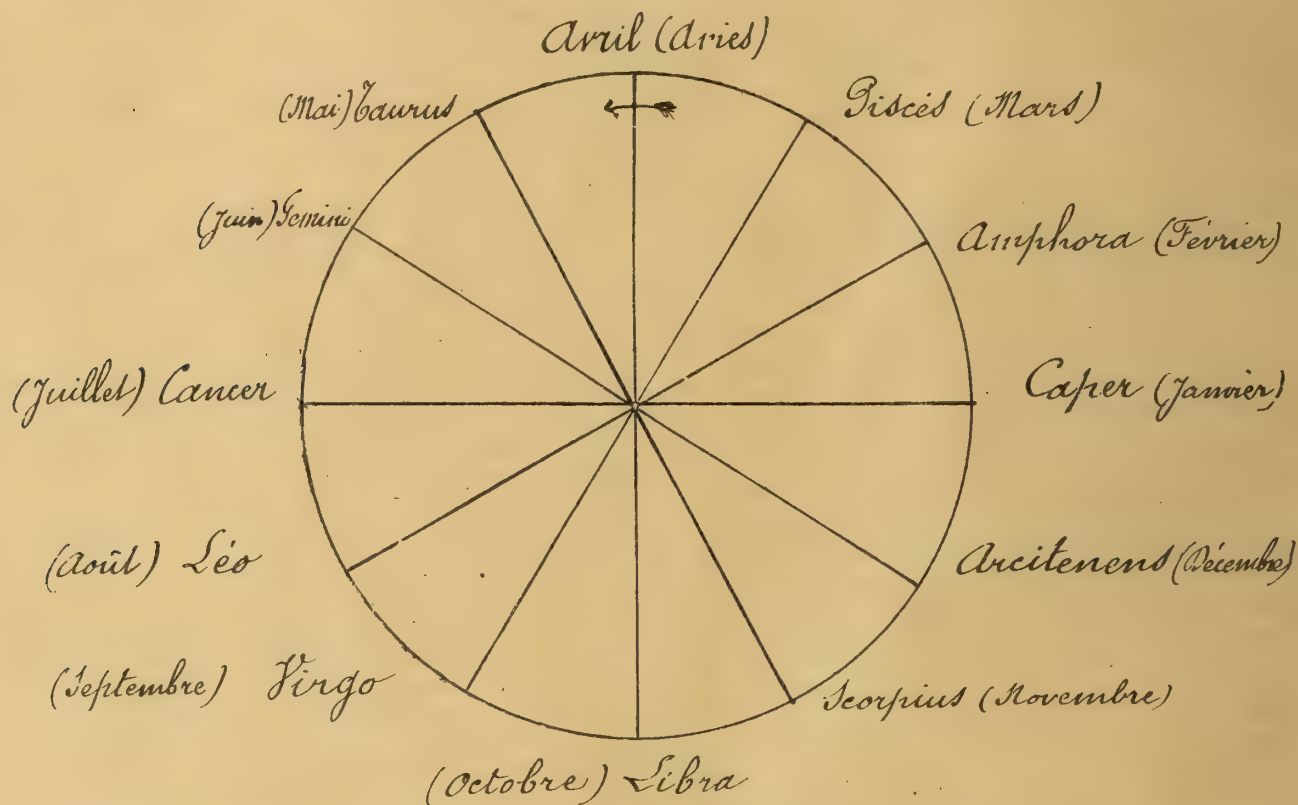 Avril (Aries)
(Mai) Taurus
Piscés (Mars)
(Juin) Gemini
Amphora (Février)
(Juillet) Cancer
Caper (Janvier)
(Août) Léo
Arcitenens (Décembre)
(Septembre) Virgo
Scorpius (Novembre)
(Octobre) Libra